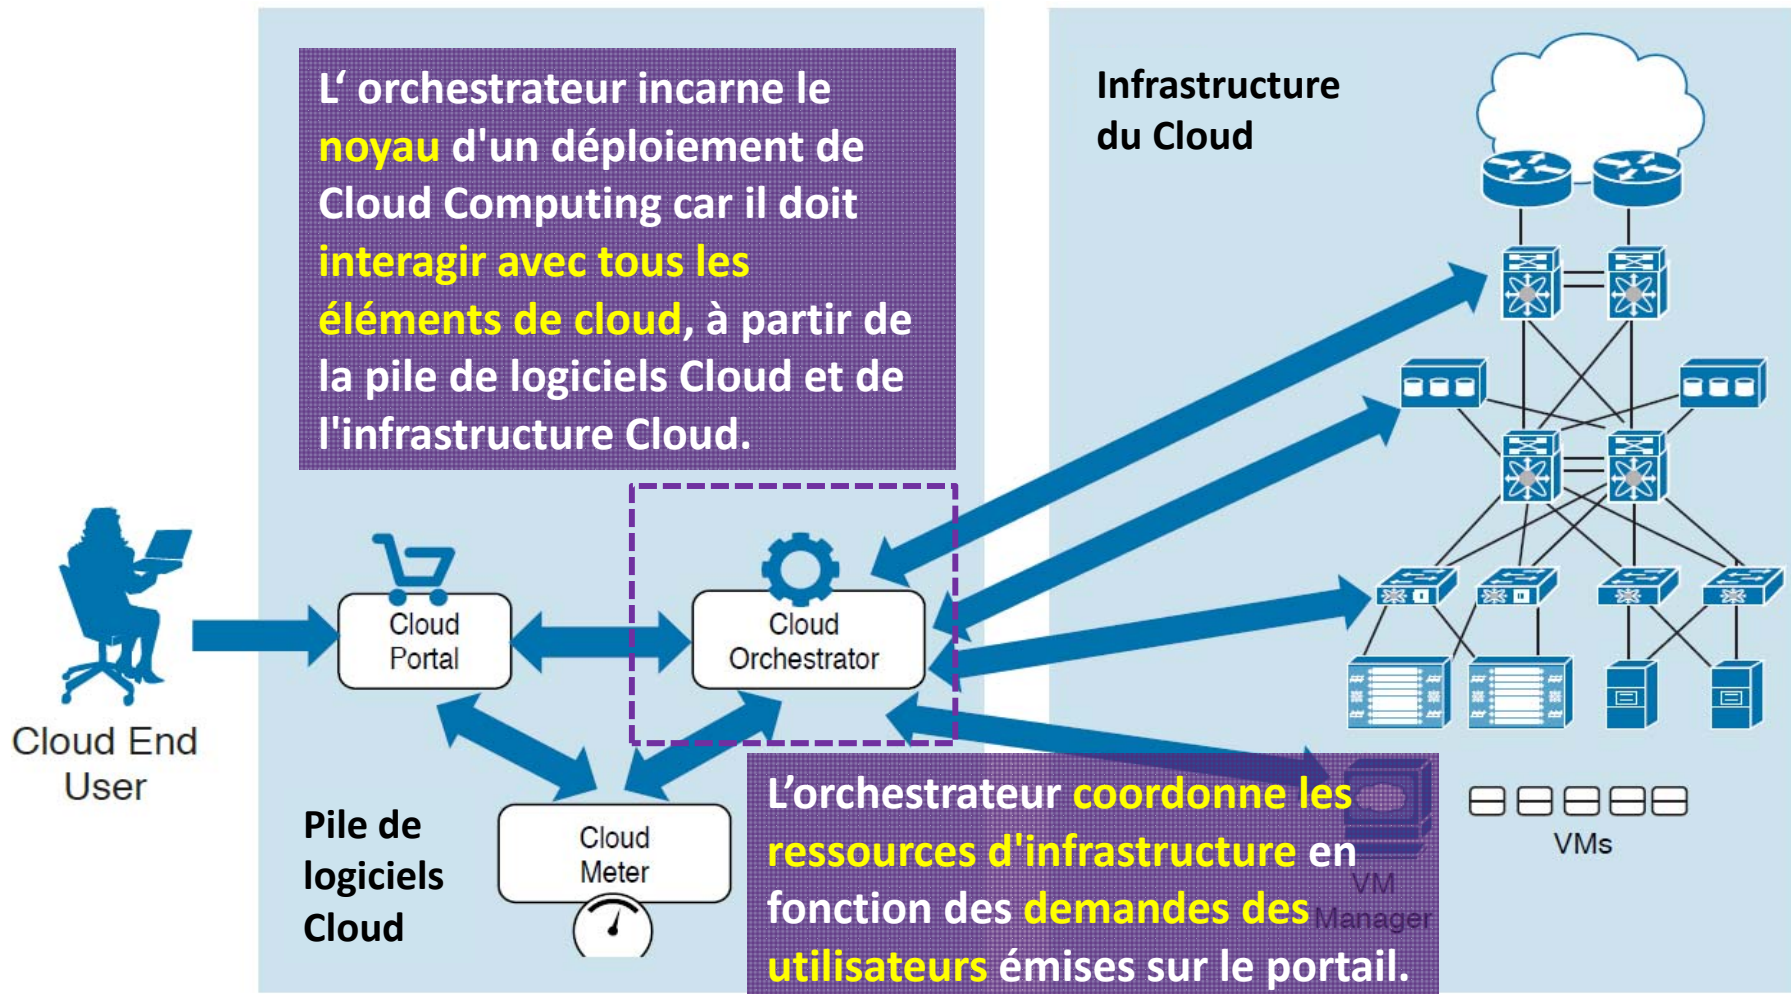 L‘ orchestrateur incarne le
noyau d'un déploiement de
Cloud Computing car il doit
interagir avec tous les
éléments de cloud, à partir de
la pile de logiciels Cloud et de
l'infrastructure Cloud.
Infrastructure
du Cloud
Cloud
Portal
Cloud
Orchestrator
Cloud End
User
Pile de
logiciels
Cloud
Cloud
Meter
L’orchestrateur coordonne les
ressources d'infrastructure en
fonction des demandes des
utilisateurs émises sur le portail.
VM
Manager
VMs